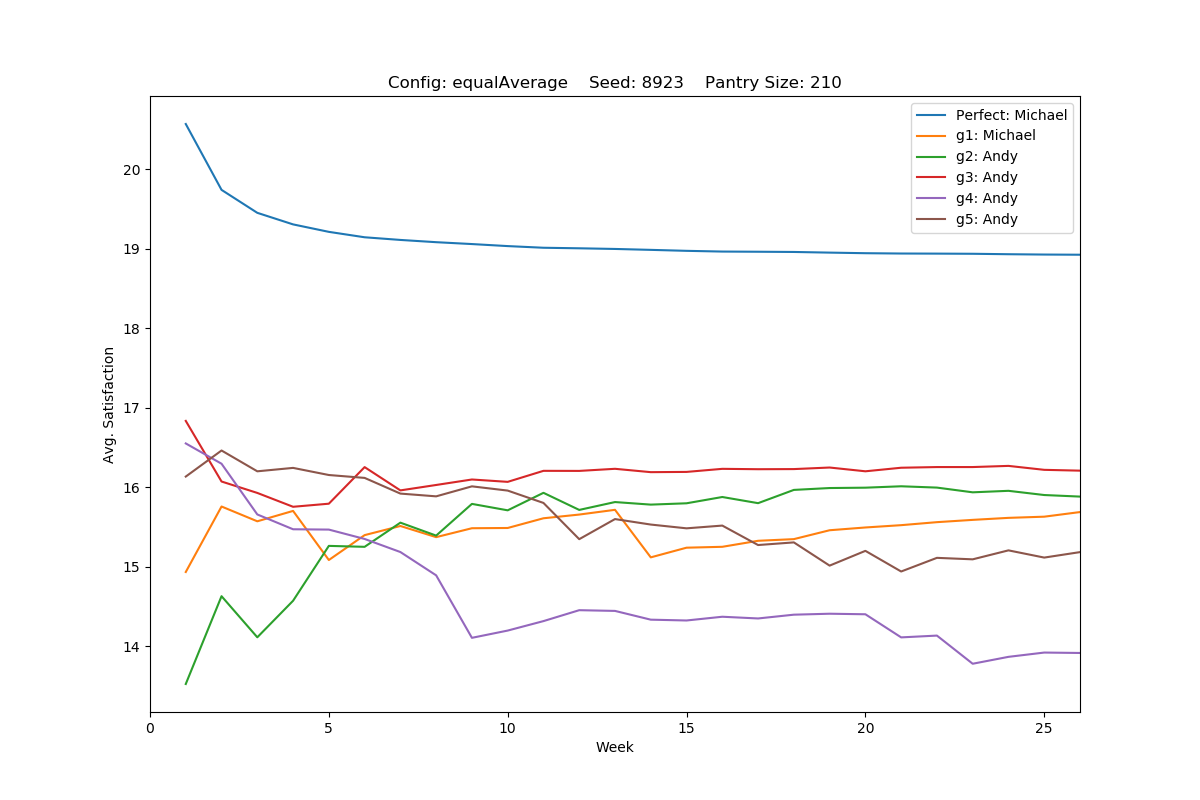 Config: equalAverage    Seed: 8923    Pantry Size: 210
Perfect: Michael
g1: Michael
g2: Andy
g3: Andy
g4: Andy
g5: Andy
Avg. Satisfaction
20
19
18
17
16
15
14
0 5 10 15 20 25
Week